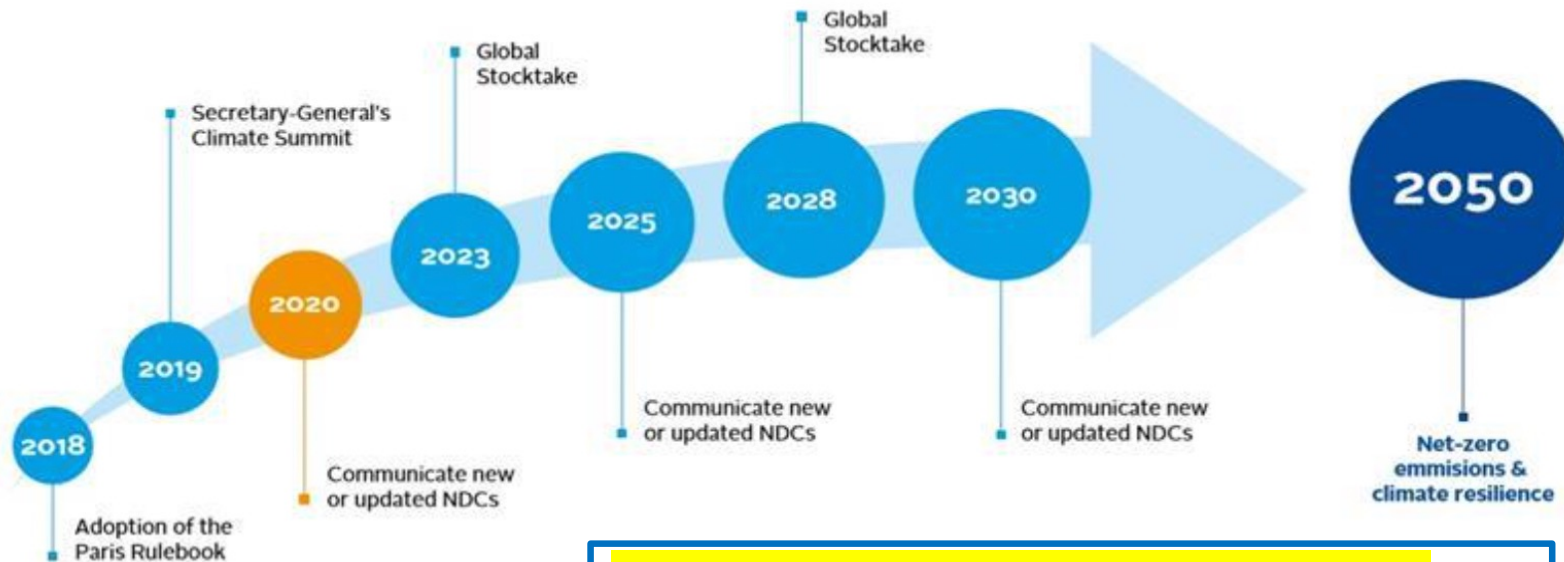 2018
Adoption of the
Paris Rulebook
2019
Secretary-General's
Climate Summit
2020
Communicate new
or updated NDCs
2023
Global
Stocktake
2025
Communicate new
or updated NDCs
2028
Global
Stocktake
2030
Communicate new
or updated NDCs
2050
Net-zero
emmisions &
climate resilience